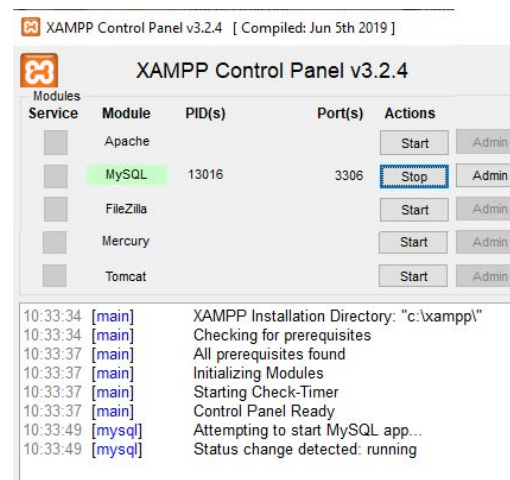 XAMPP Control Panel v3.2.4 [ Compiled: Jun 5th 2019 ]
XAMPP Control Panel v3.2.4
Modules
Service Module PID(s) Port(s) Actions
Apache Start Admin
MySQL 13016 3306 Stop Admin
FileZilla Start Admin
Mercury Start Admin
Tomcat Start Admin
10:33:34 [main] XAMPP Installation Directory: "c:\xampp\"
10:33:34 [main] Checking for prerequisites
10:33:37 [main] All prerequisites found
10:33:37 [main] Initializing Modules
10:33:37 [main] Starting Check-Timer
10:33:37 [main] Control Panel Ready
10:33:49 [mysql] Attempting to start MySQL app...
10:33:49 [mysql] Status change detected: running